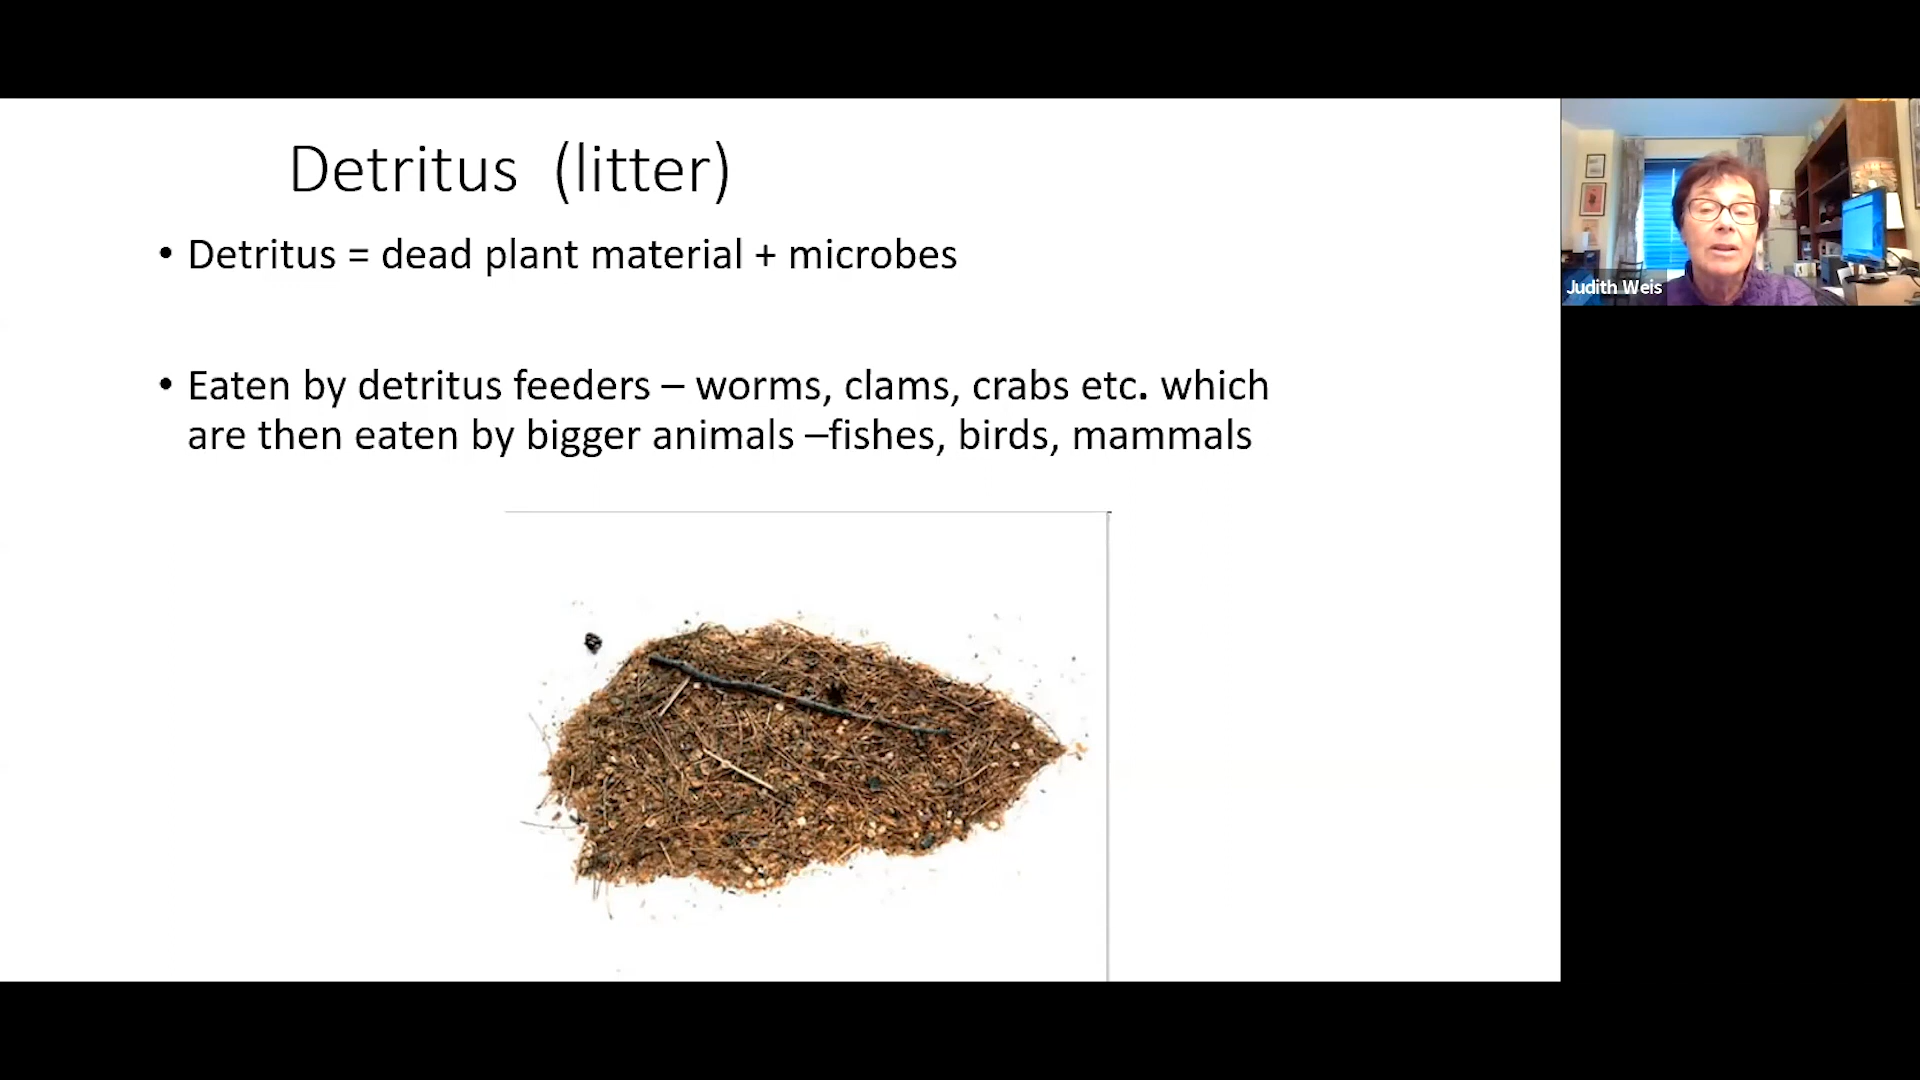 Detritus (litter)
• Detritus = dead plant material + microbes
• Eaten by detritus feeders – worms, clams, crabs etc. which
are then eaten by bigger animals –fishes, birds, mammals
Judith Weis